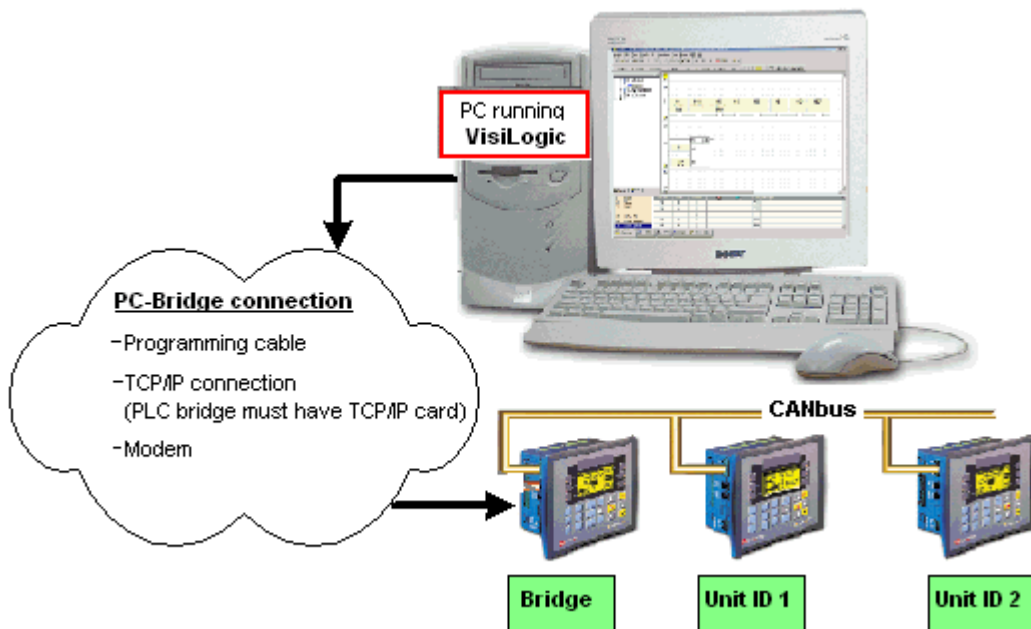 PC running
VisiLogic
PC-Bridge connection
-Programming cable
-TCP/IP connection
(PLC bridge must have TCP/IP card)
-Modem
CANbus
Bridge
Unit ID 1
Unit ID 2